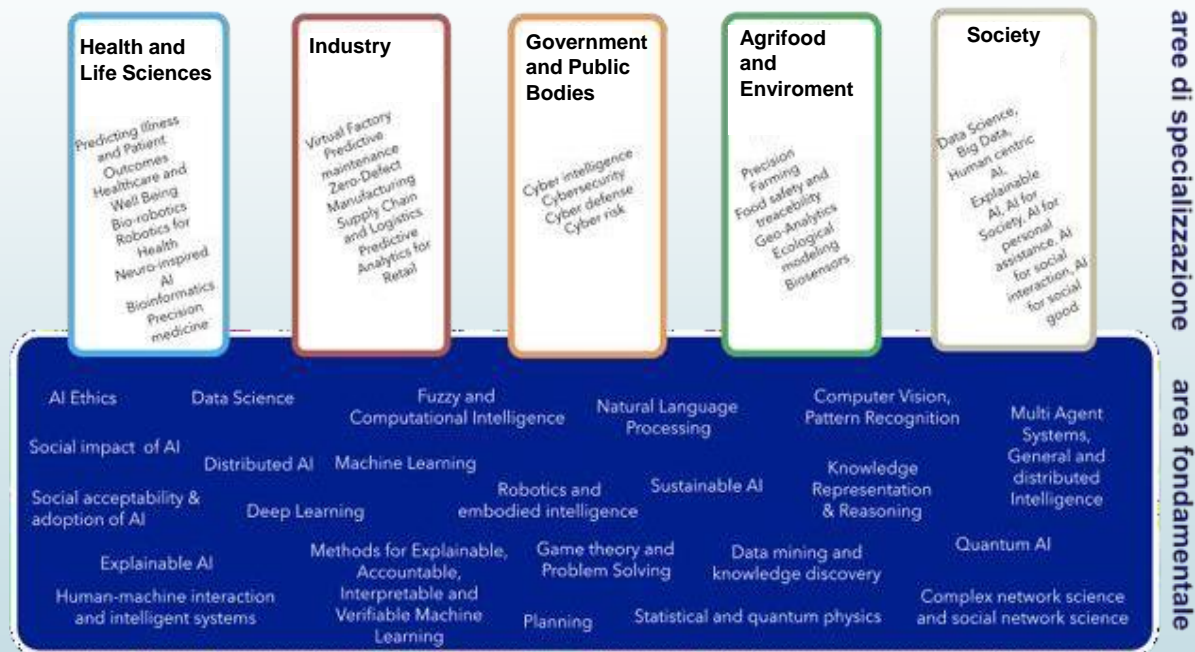 Health and
Life Sciences
Predicting Illness
and Patient
Outcomes
Healthcare and
Well Being
Bio-robotics
Robotics for
Health
Neuro-inspired
AI
Bioinformatics
Precision
medicine
Industry
Virtual Factory
Predictive
maintenance
Zero-Defect
Manufacturing
Supply Chain
and Logistics
Predictive
Analytics for
Retail
Government
and Public
Bodies
Cyber intelligence
Cybersecurity
Cyber defense
Cyber risk
Agrifood
and
Enviroment
Precision
Farming
Food safety and
treacebility
Geo-Analytics
Ecological
modeling
Biosensors
Society
Data Science,
Big Data,
Human centric
AI,
Explainable
AI, AI for
Society, AI for
personal
assistance, AI
for social
interaction, AI
for social
good
aree di specializzazione
AI Ethics
Data Science
Fuzzy and
Computational Intelligence
Natural Language
Processing
Computer Vision,
Pattern Recognition
Multi Agent
Systems,
General and
distributed
Intelligence
Social impact of AI
Distributed AI
Machine Learning
Robotics and
embodied intelligence
Sustainable AI
Knowledge
Representation
& Reasoning
Social acceptability &
adoption of AI
Deep Learning
Explainable AI
Methods for Explainable,
Accountable,
Interpretable and
Verifiable Machine
Learning
Game theory and
Problem Solving
Data mining and
knowledge discovery
Quantum AI
Human-machine interaction
and intelligent systems
Planning
Statistical and quantum physics
Complex network science
and social network science
area fondamentale